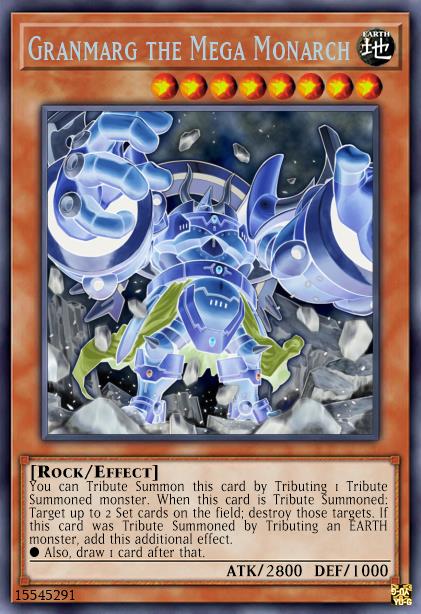 Granmarg the Mega Monarch
EARTH
地
[Rock/Effect]
You can Tribute Summon this card by Tributing 1 Tribute
Summoned monster. When this card is Tribute Summoned:
Target up to 2 Set cards on the field; destroy those targets. If
this card was Tribute Summoned by Tributing an EARTH
monster, add this additional effect.
● Also, draw 1 card after that.
ATK/2800 DEF/1000
15545291